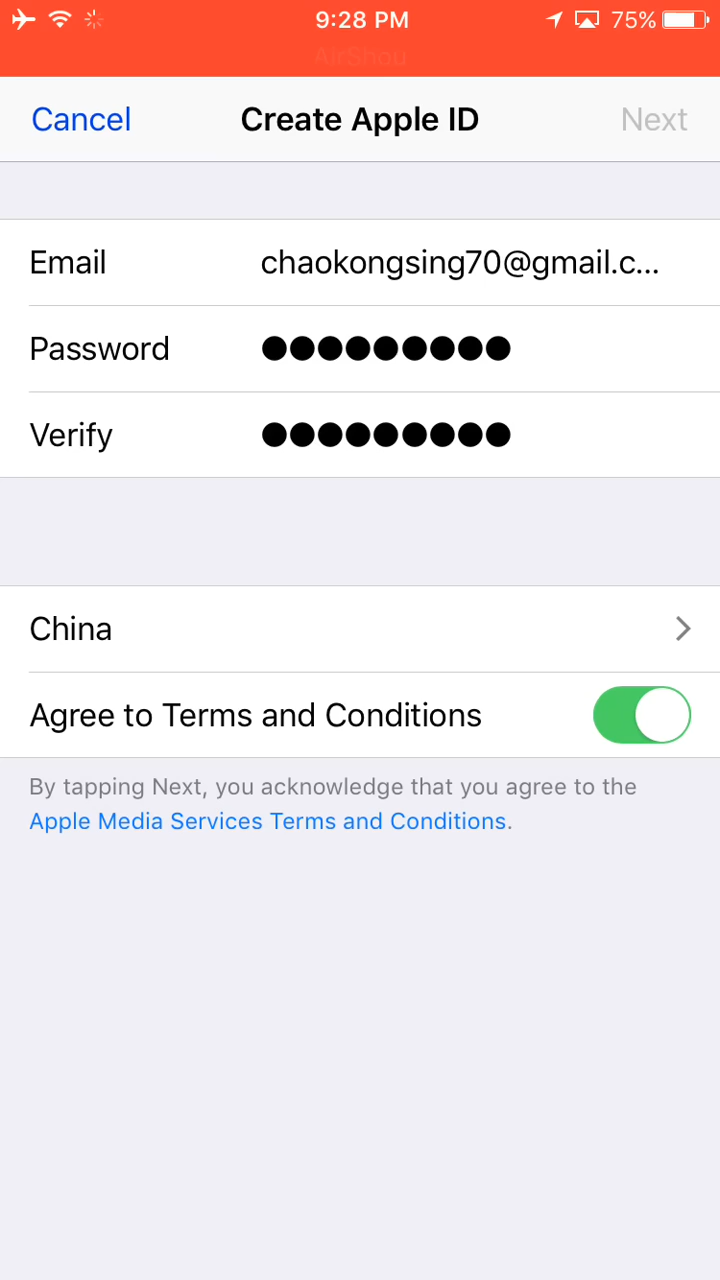 9:28 PM 75%
AirShou
Cancel Create Apple ID Next
Email chaokongsing70@gmail.c...
Password ●●●●●●●●●
Verify ●●●●●●●●●
China
Agree to Terms and Conditions
By tapping Next, you acknowledge that you agree to the
Apple Media Services Terms and Conditions.